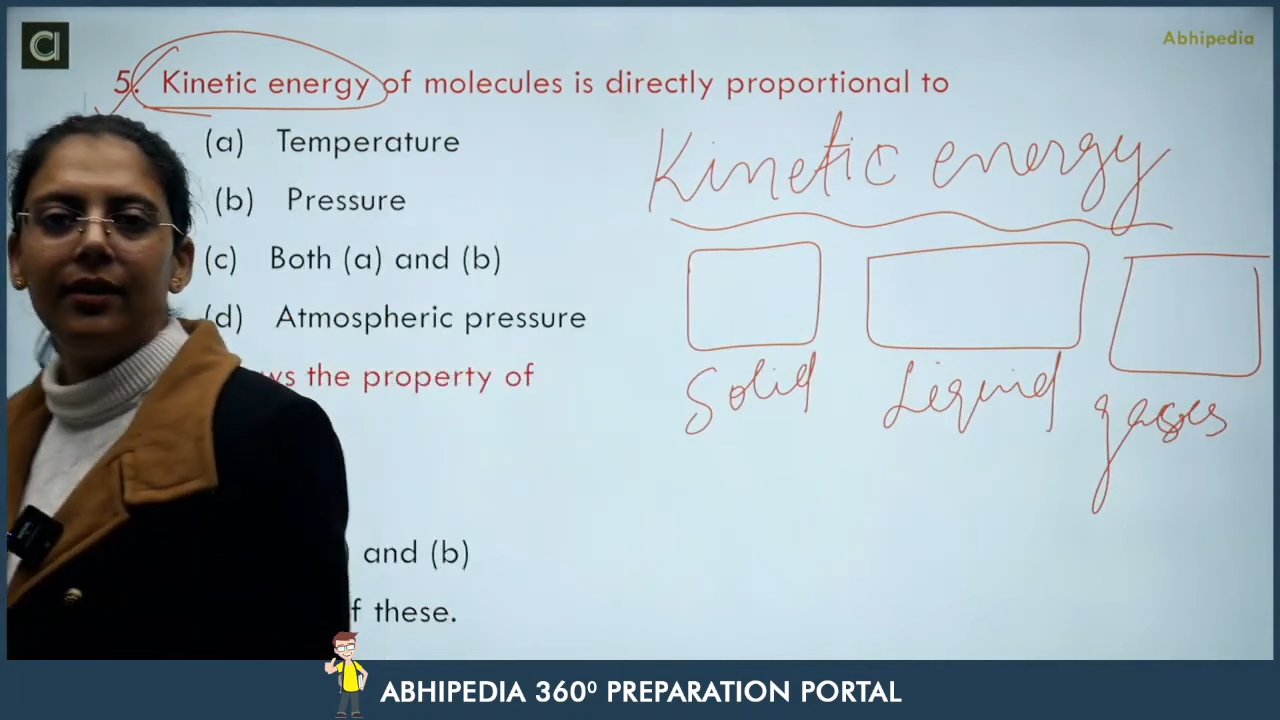 Abhipedia
5. Kinetic energy of molecules is directly proportional to
(a) Temperature
(b) Pressure
(c) Both (a) and (b)
(d) Atmospheric pressure
the property of
and (b)
these.
Kinetic energy
Solid
Liquid
gases
ABHIPEDIA 360⁰ PREPARATION PORTAL